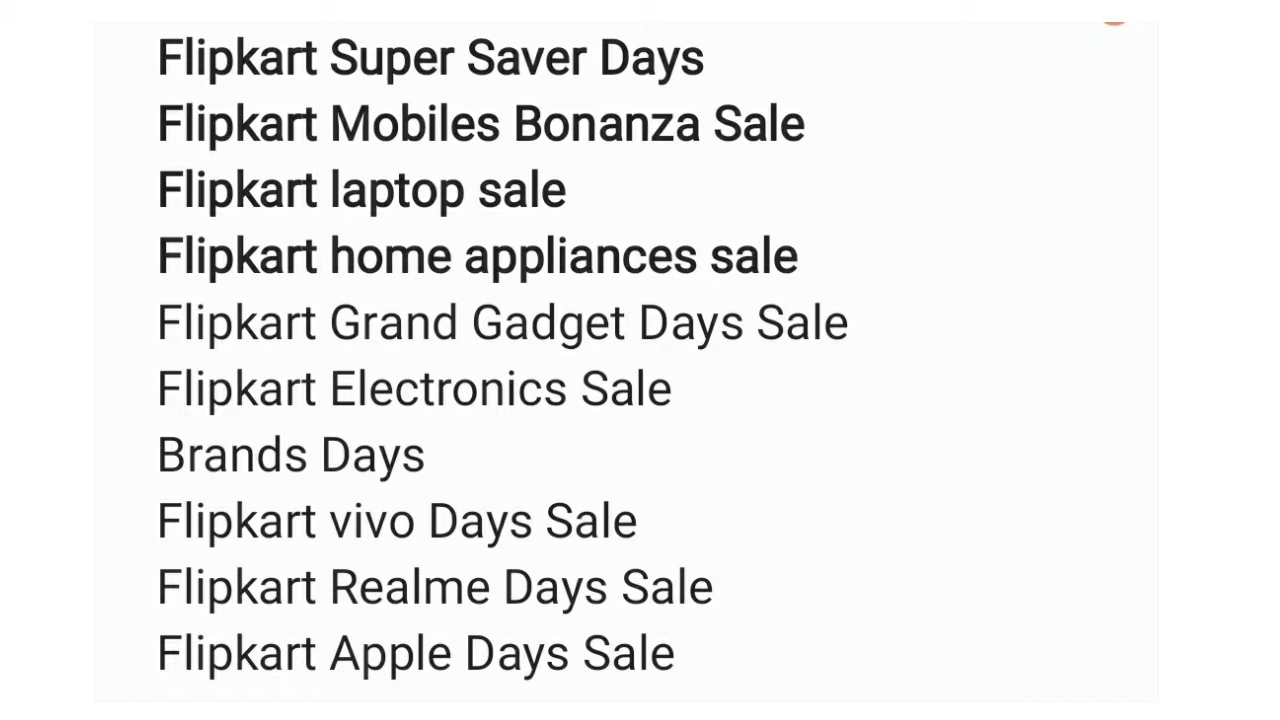 Flipkart Super Saver Days
Flipkart Mobiles Bonanza Sale
Flipkart laptop sale
Flipkart home appliances sale
Flipkart Grand Gadget Days Sale
Flipkart Electronics Sale
Brands Days
Flipkart vivo Days Sale
Flipkart Realme Days Sale
Flipkart Apple Days Sale